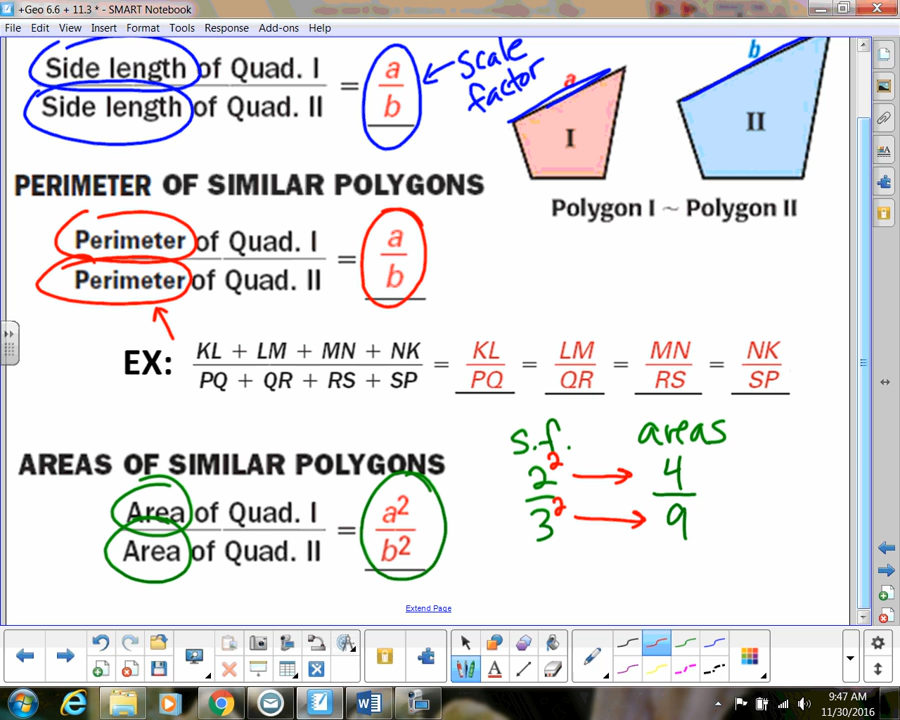 +Geo 6.6 + 11.3 * - SMART Notebook
File Edit View Insert Format Tools Response Add-ons Help
Side length of Quad. I
Side length of Quad. II
= a
b
scale
factor
a
b
I
II
Polygon I ~ Polygon II
PERIMETER OF SIMILAR POLYGONS
Perimeter of Quad. I
Perimeter of Quad. II
= a
b
EX: KL + LM + MN + NK = KL = LM = MN = NK
PQ + QR + RS + SP PQ QR RS SP
s.f. areas
2² 4
3² 9
AREAS OF SIMILAR POLYGONS
Area of Quad. I
Area of Quad. II
= a²
b²
Extend Page
9:47 AM
11/30/2016